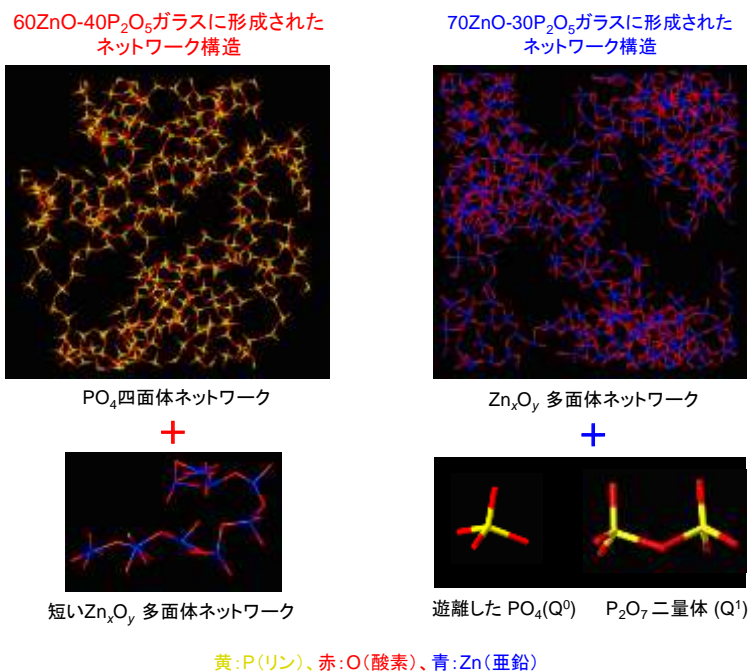 60ZnO-40P₂O₅ガラスに形成された
ネットワーク構造
70ZnO-30P₂O₅ガラスに形成された
ネットワーク構造
PO₄四面体ネットワーク
ZnₓOᵧ 多面体ネットワーク
+
+
短いZnₓOᵧ 多面体ネットワーク
遊離した PO₄(Q⁰)
P₂O₇ 二量体 (Q¹)
黄:P(リン)、赤:O(酸素)、青:Zn(亜鉛)